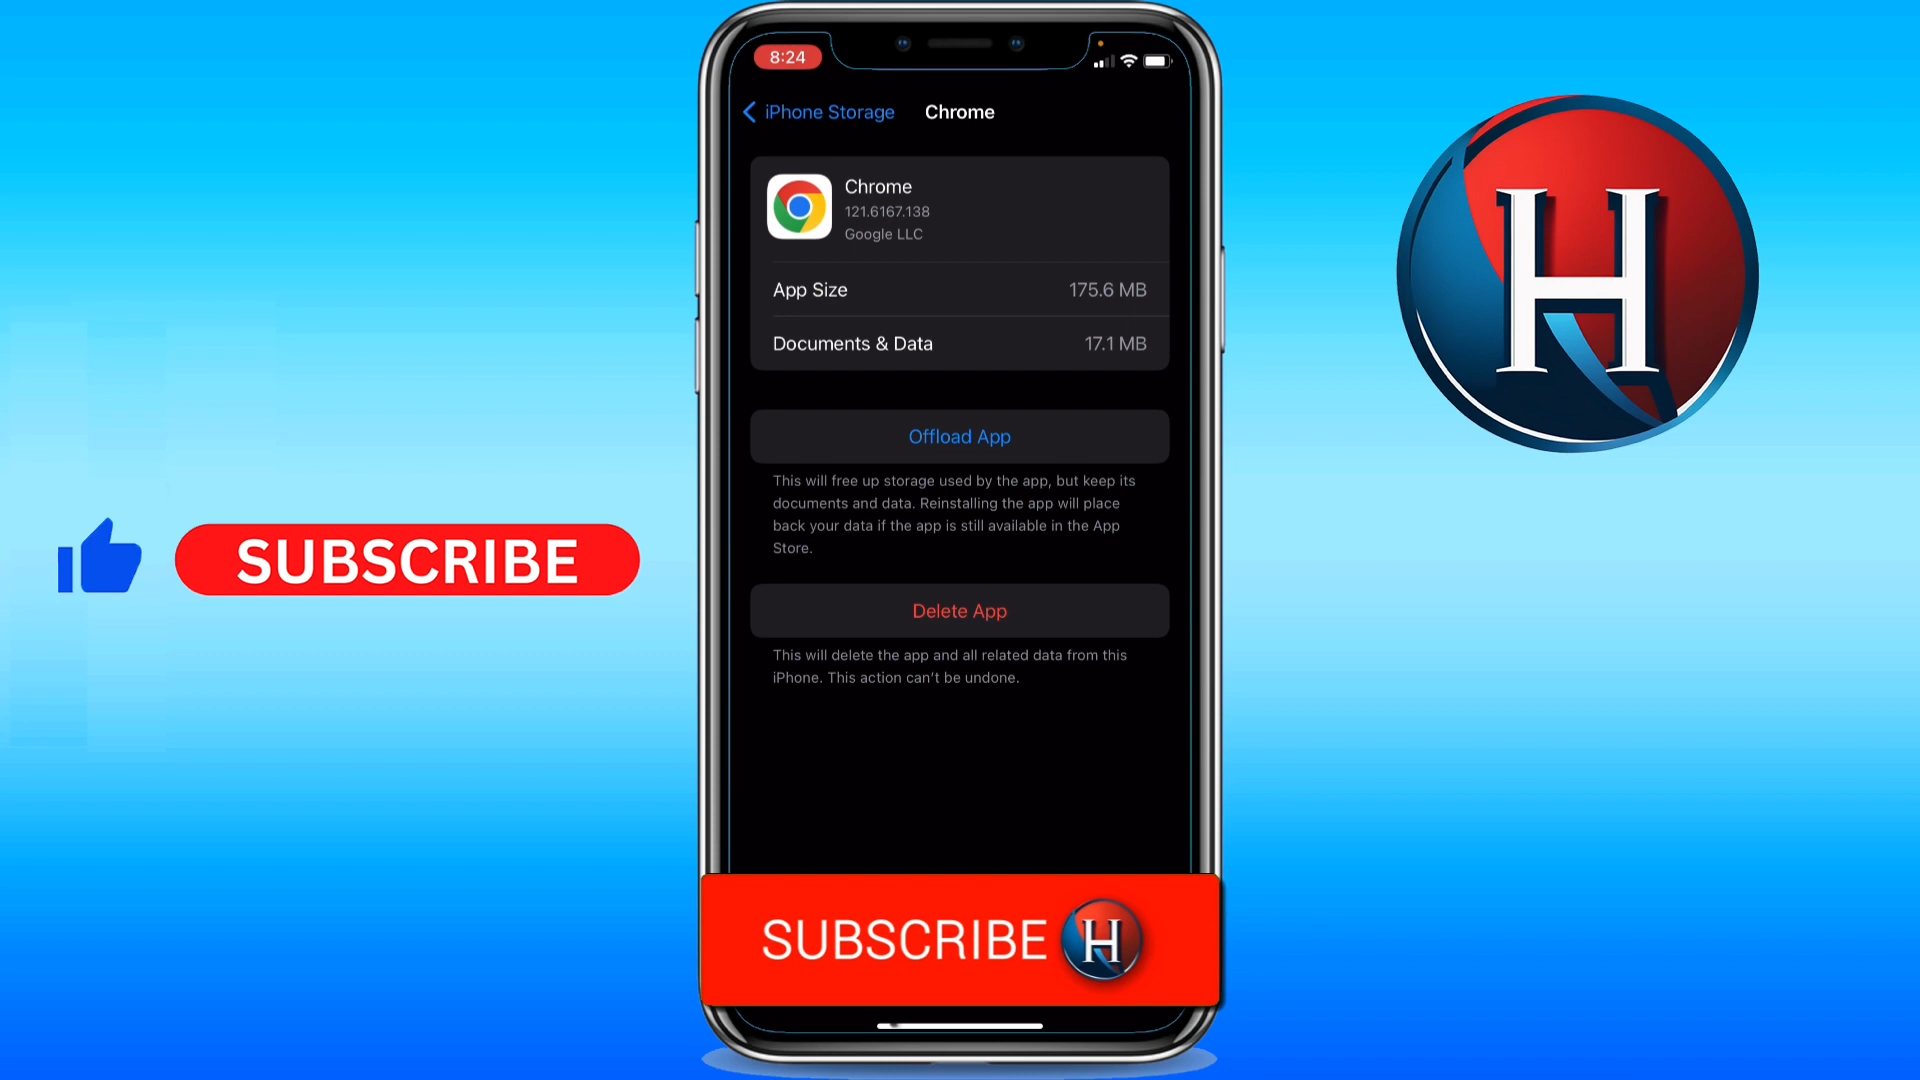 8:24
iPhone Storage
Chrome
Chrome
121.6167.138
Google LLC
App Size
175.6 MB
Documents & Data
17.1 MB
Offload App
This will free up storage used by the app, but keep its
documents and data. Reinstalling the app will place
back your data if the app is still available in the App
Store.
Delete App
This will delete the app and all related data from this
iPhone. This action can't be undone.
SUBSCRIBE
H
SUBSCRIBE
H